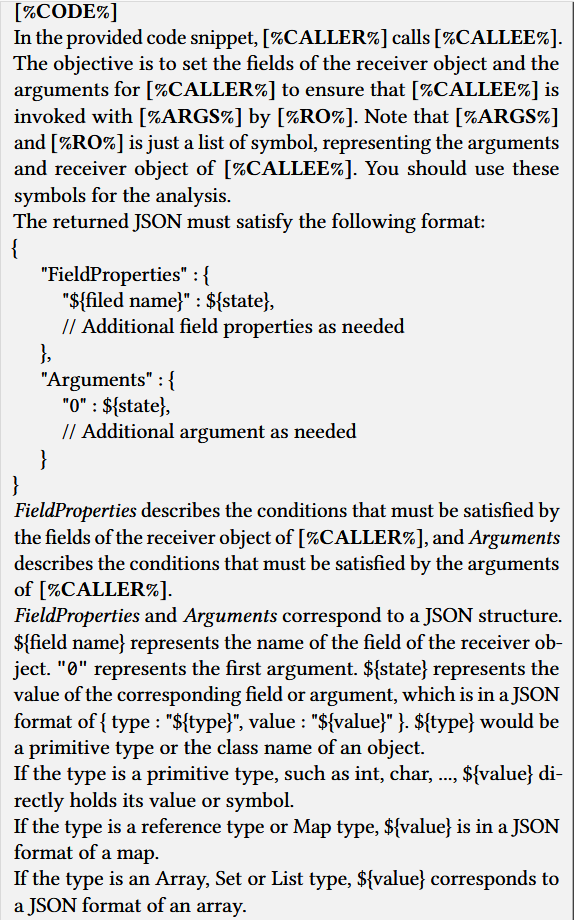 [%CODE%]
In the provided code snippet, [%CALLER%] calls [%CALLEE%].
The objective is to set the fields of the receiver object and the
arguments for [%CALLER%] to ensure that [%CALLEE%] is
invoked with [%ARGS%] by [%RO%]. Note that [%ARGS%]
and [%RO%] is just a list of symbol, representing the arguments
and receiver object of [%CALLEE%]. You should use these
symbols for the analysis.
The returned JSON must satisfy the following format:
{
"FieldProperties" : {
"${filed name}" : ${state},
// Additional field properties as needed
},
"Arguments" : {
"0" : ${state},
// Additional argument as needed
}
}
FieldProperties describes the conditions that must be satisfied by
the fields of the receiver object of [%CALLER%], and Arguments
describes the conditions that must be satisfied by the arguments
of [%CALLER%].
FieldProperties and Arguments correspond to a JSON structure.
${field name} represents the name of the field of the receiver ob-
ject. "0" represents the first argument. ${state} represents the
value of the corresponding field or argument, which is in a JSON
format of { type : "${type}", value : "${value}" }. ${type} would be
a primitive type or the class name of an object.
If the type is a primitive type, such as int, char, ..., ${value} di-
rectly holds its value or symbol.
If the type is a reference type or Map type, ${value} is in a JSON
format of a map.
If the type is an Array, Set or List type, ${value} corresponds to
a JSON format of an array.